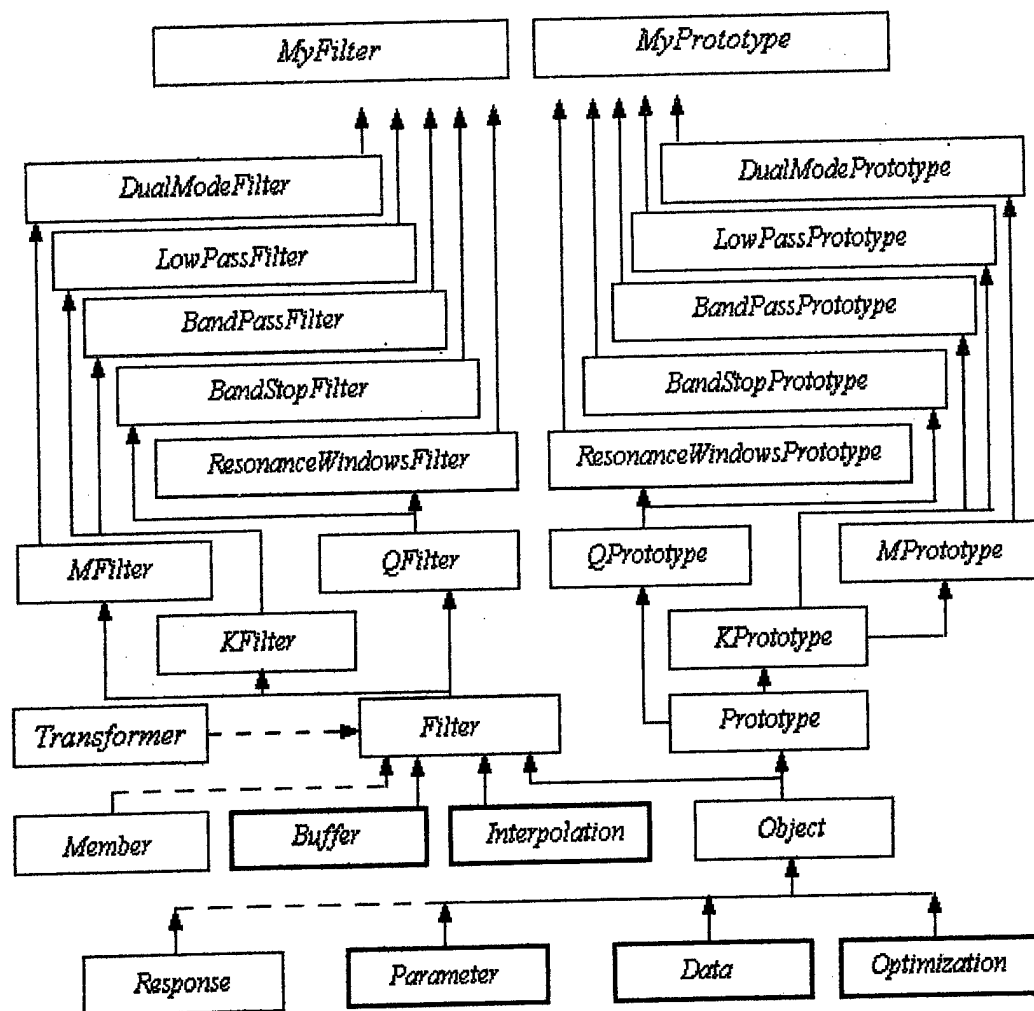 MyFilter
MyPrototype
DualModeFilter
DualModePrototype
LowPassFilter
LowPassPrototype
BandPassFilter
BandPassPrototype
BandStopFilter
BandStopPrototype
ResonanceWindowsFilter
ResonanceWindowsPrototype
MFilter
QFilter
QPrototype
MPrototype
KFilter
KPrototype
Transformer
Filter
Prototype
Member
Buffer
Interpolation
Object
Response
Parameter
Data
Optimization